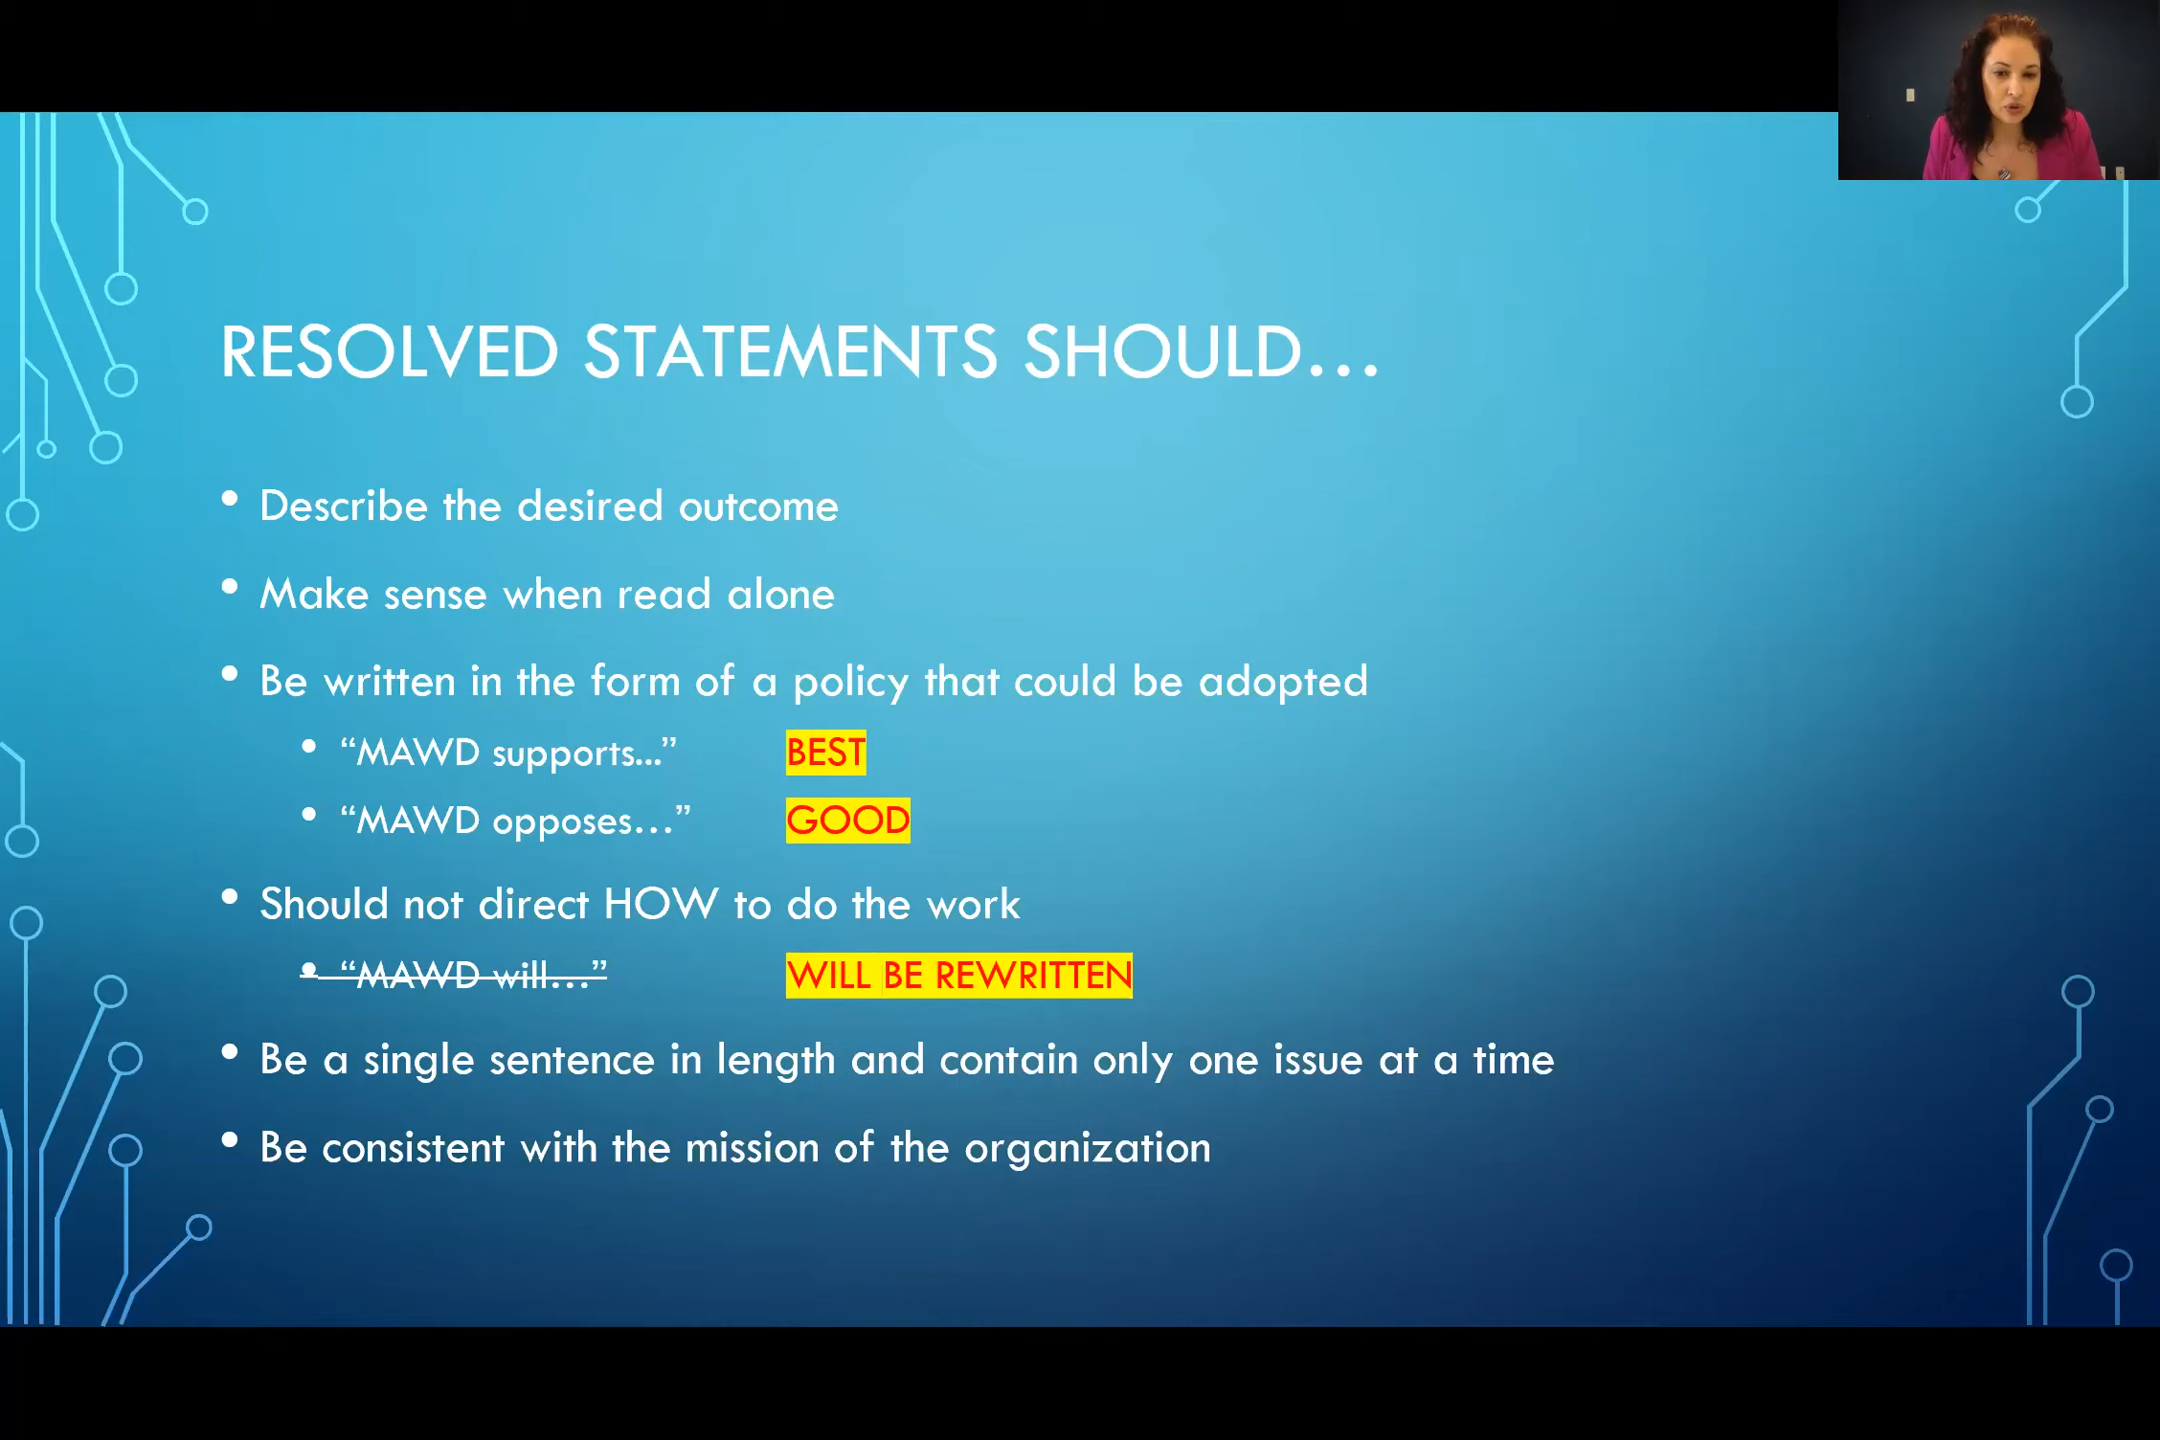 RESOLVED STATEMENTS SHOULD…
• Describe the desired outcome
• Make sense when read alone
• Be written in the form of a policy that could be adopted
• “MAWD supports...” BEST
• “MAWD opposes…” GOOD
• Should not direct HOW to do the work
• “MAWD will…” WILL BE REWRITTEN
• Be a single sentence in length and contain only one issue at a time
• Be consistent with the mission of the organization